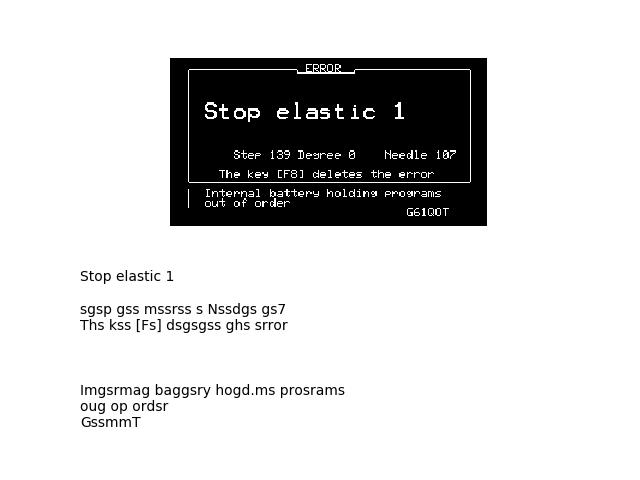 ERROR
Stop elastic 1
Step 139 Degree 0 Needle 107
The key [F8] deletes the error
Internal battery holding programs
out of order
G61Q0T
Stop elastic 1
sgsp gss mssrss s Nssdgs gs7
Ths kss [Fs] dsgsgss ghs srror
Imgsrmag baggsry hogd.ms prosrams
oug op ordsr
GssmmT